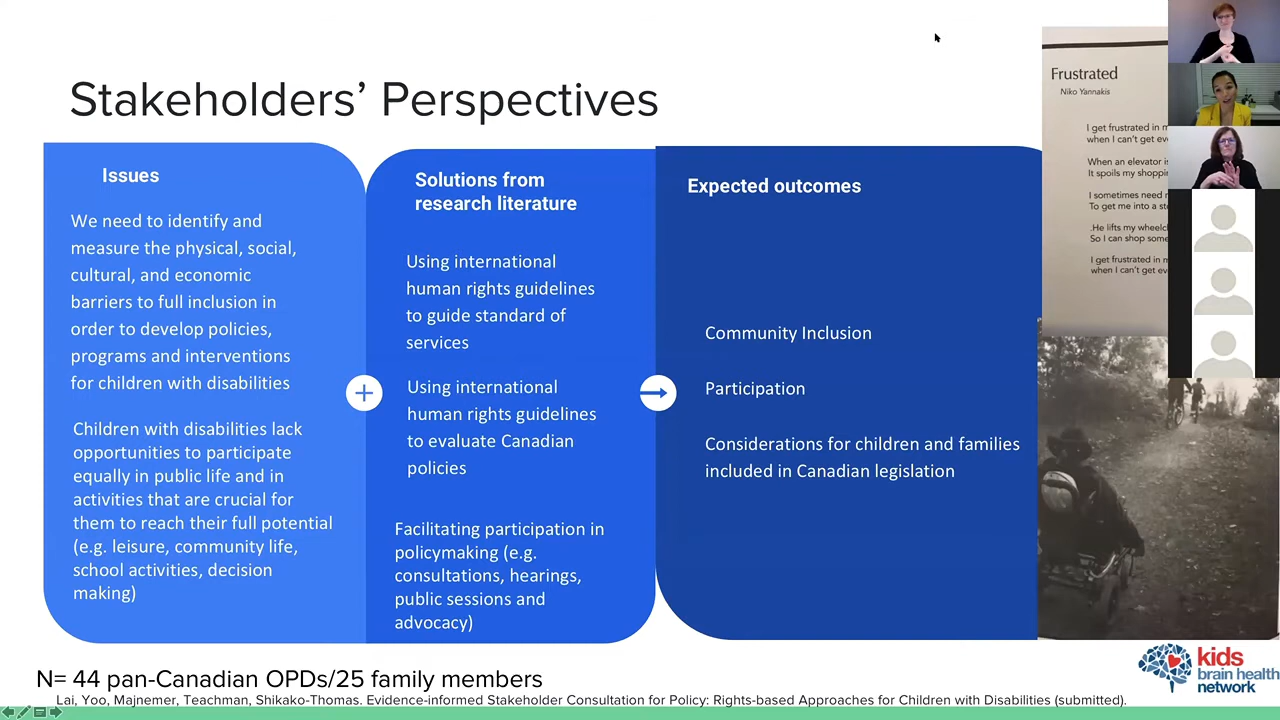 Stakeholders’ Perspectives
Issues
We need to identify and
measure the physical, social,
cultural, and economic
barriers to full inclusion in
order to develop policies,
programs and interventions
for children with disabilities
Children with disabilities lack
opportunities to participate
equally in public life and in
activities that are crucial for
them to reach their full potential
(e.g. leisure, community life,
school activities, decision
making)
Solutions from
research literature
Using international
human rights guidelines
to guide standard of
services
Using international
human rights guidelines
to evaluate Canadian
policies
Facilitating participation in
policymaking (e.g.
consultations, hearings,
public sessions and
advocacy)
Expected outcomes
Community Inclusion
Participation
Considerations for children and families
included in Canadian legislation
Frustrated
Niko Yannakis
I get frustrated in
when I can't get
When an elevator
It spoils my
I sometimes need
To get me into a
He lifts my
So I can shop
I get frustrated in
when I can't get
N= 44 pan-Canadian OPDs/25 family members
Lai, Yoo, Majnemer, Teachman, Shikako-Thomas. Evidence-informed Stakeholder Consultation for Policy: Rights-based Approaches for Children with Disabilities (submitted).
kids
brain health
network